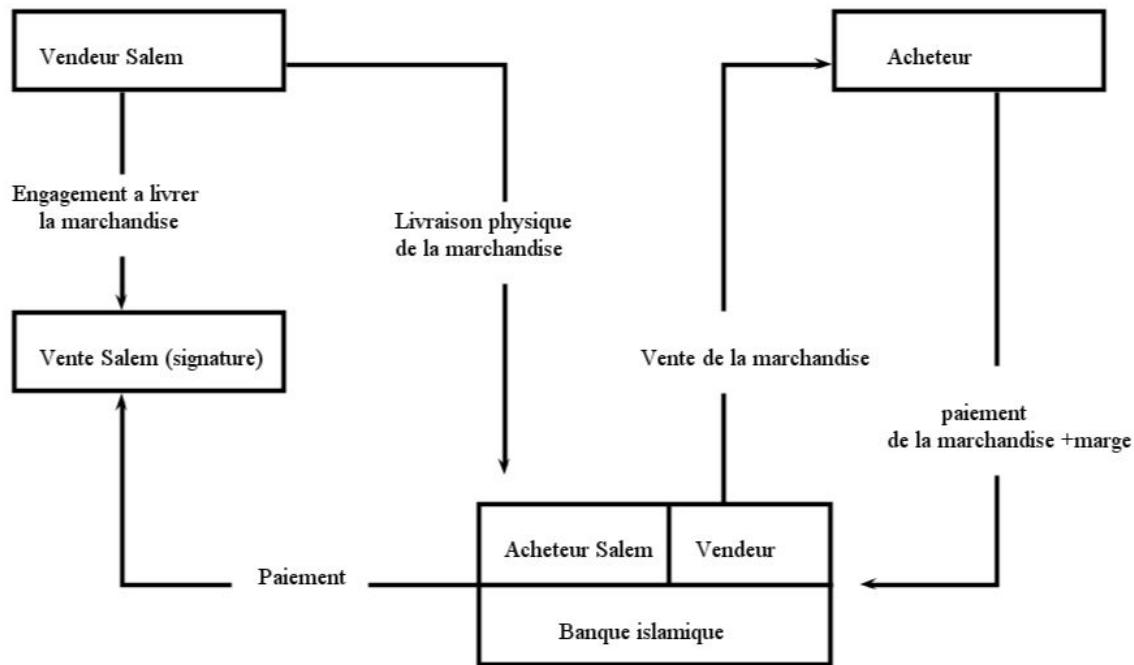 Vendeur Salem
Acheteur
Engagement a livrer
la marchandise
Livraison physique
de la marchandise
Vente Salem (signature)
Vente de la marchandise
paiement
de la marchandise +marge
Acheteur Salem
Vendeur
Paiement
Banque islamique